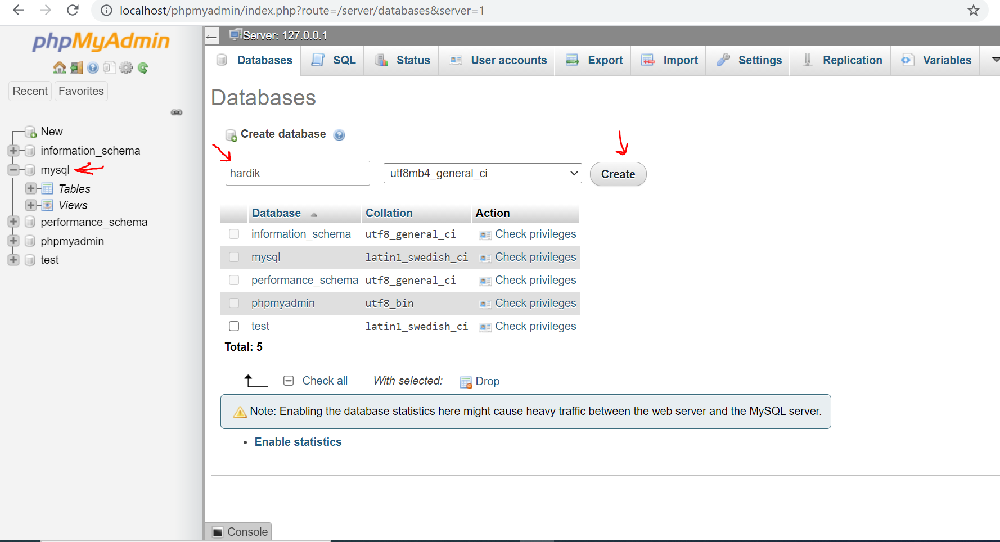 localhost/phpmyadmin/index.php?route=/server/databases&server=1
phpMyAdmin
Recent Favorites
New
information_schema
mysql
Tables
Views
performance_schema
phpmyadmin
test
Server: 127.0.0.1
Databases SQL Status User accounts Export Import Settings Replication Variables
Databases
Create database
hardik utf8mb4_general_ci Create
Database Collation Action
information_schema utf8_general_ci Check privileges
mysql latin1_swedish_ci Check privileges
performance_schema utf8_general_ci Check privileges
phpmyadmin utf8_bin Check privileges
test latin1_swedish_ci Check privileges
Total: 5
Check all With selected: Drop
Note: Enabling the database statistics here might cause heavy traffic between the web server and the MySQL server.
Enable statistics
Console